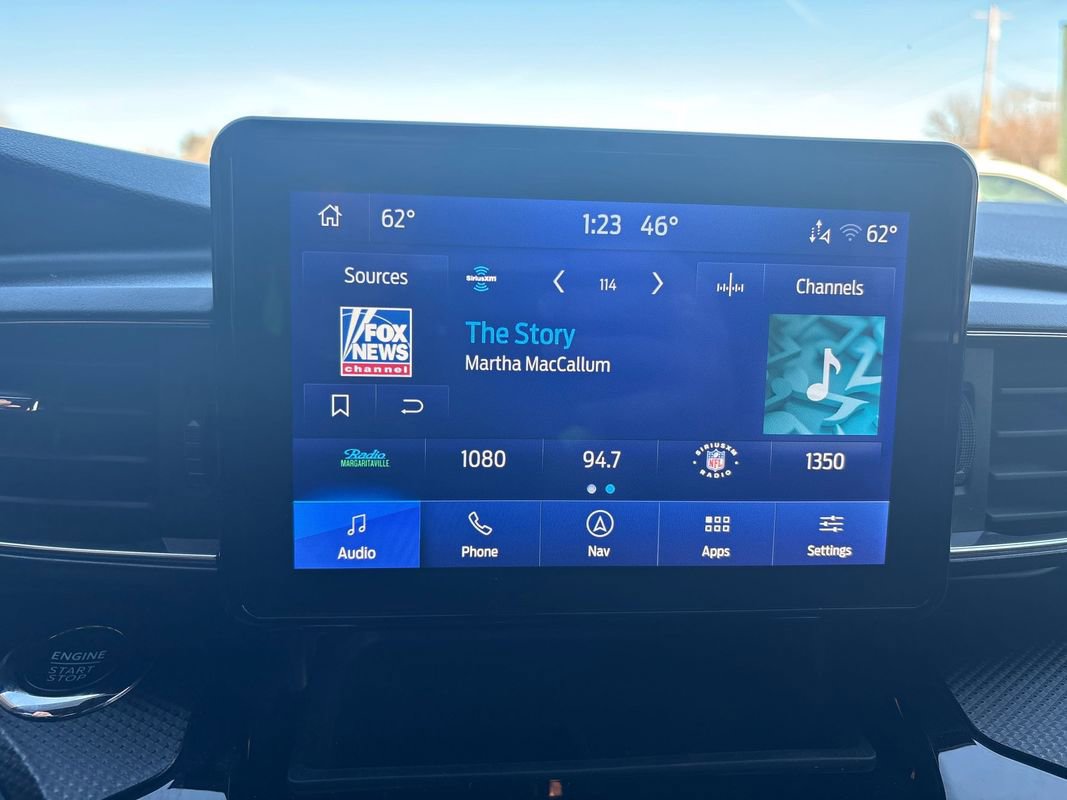 62° 1:23 46° 62°
Sources SiriusXM 114 Channels
FOX
NEWS
channel
The Story
Martha MacCallum
Radio
MARGARITAVILLE
1080 94.7
SIRIUSXM
NFL
RADIO
1350
Audio Phone Nav Apps Settings
ENGINE
START
STOP